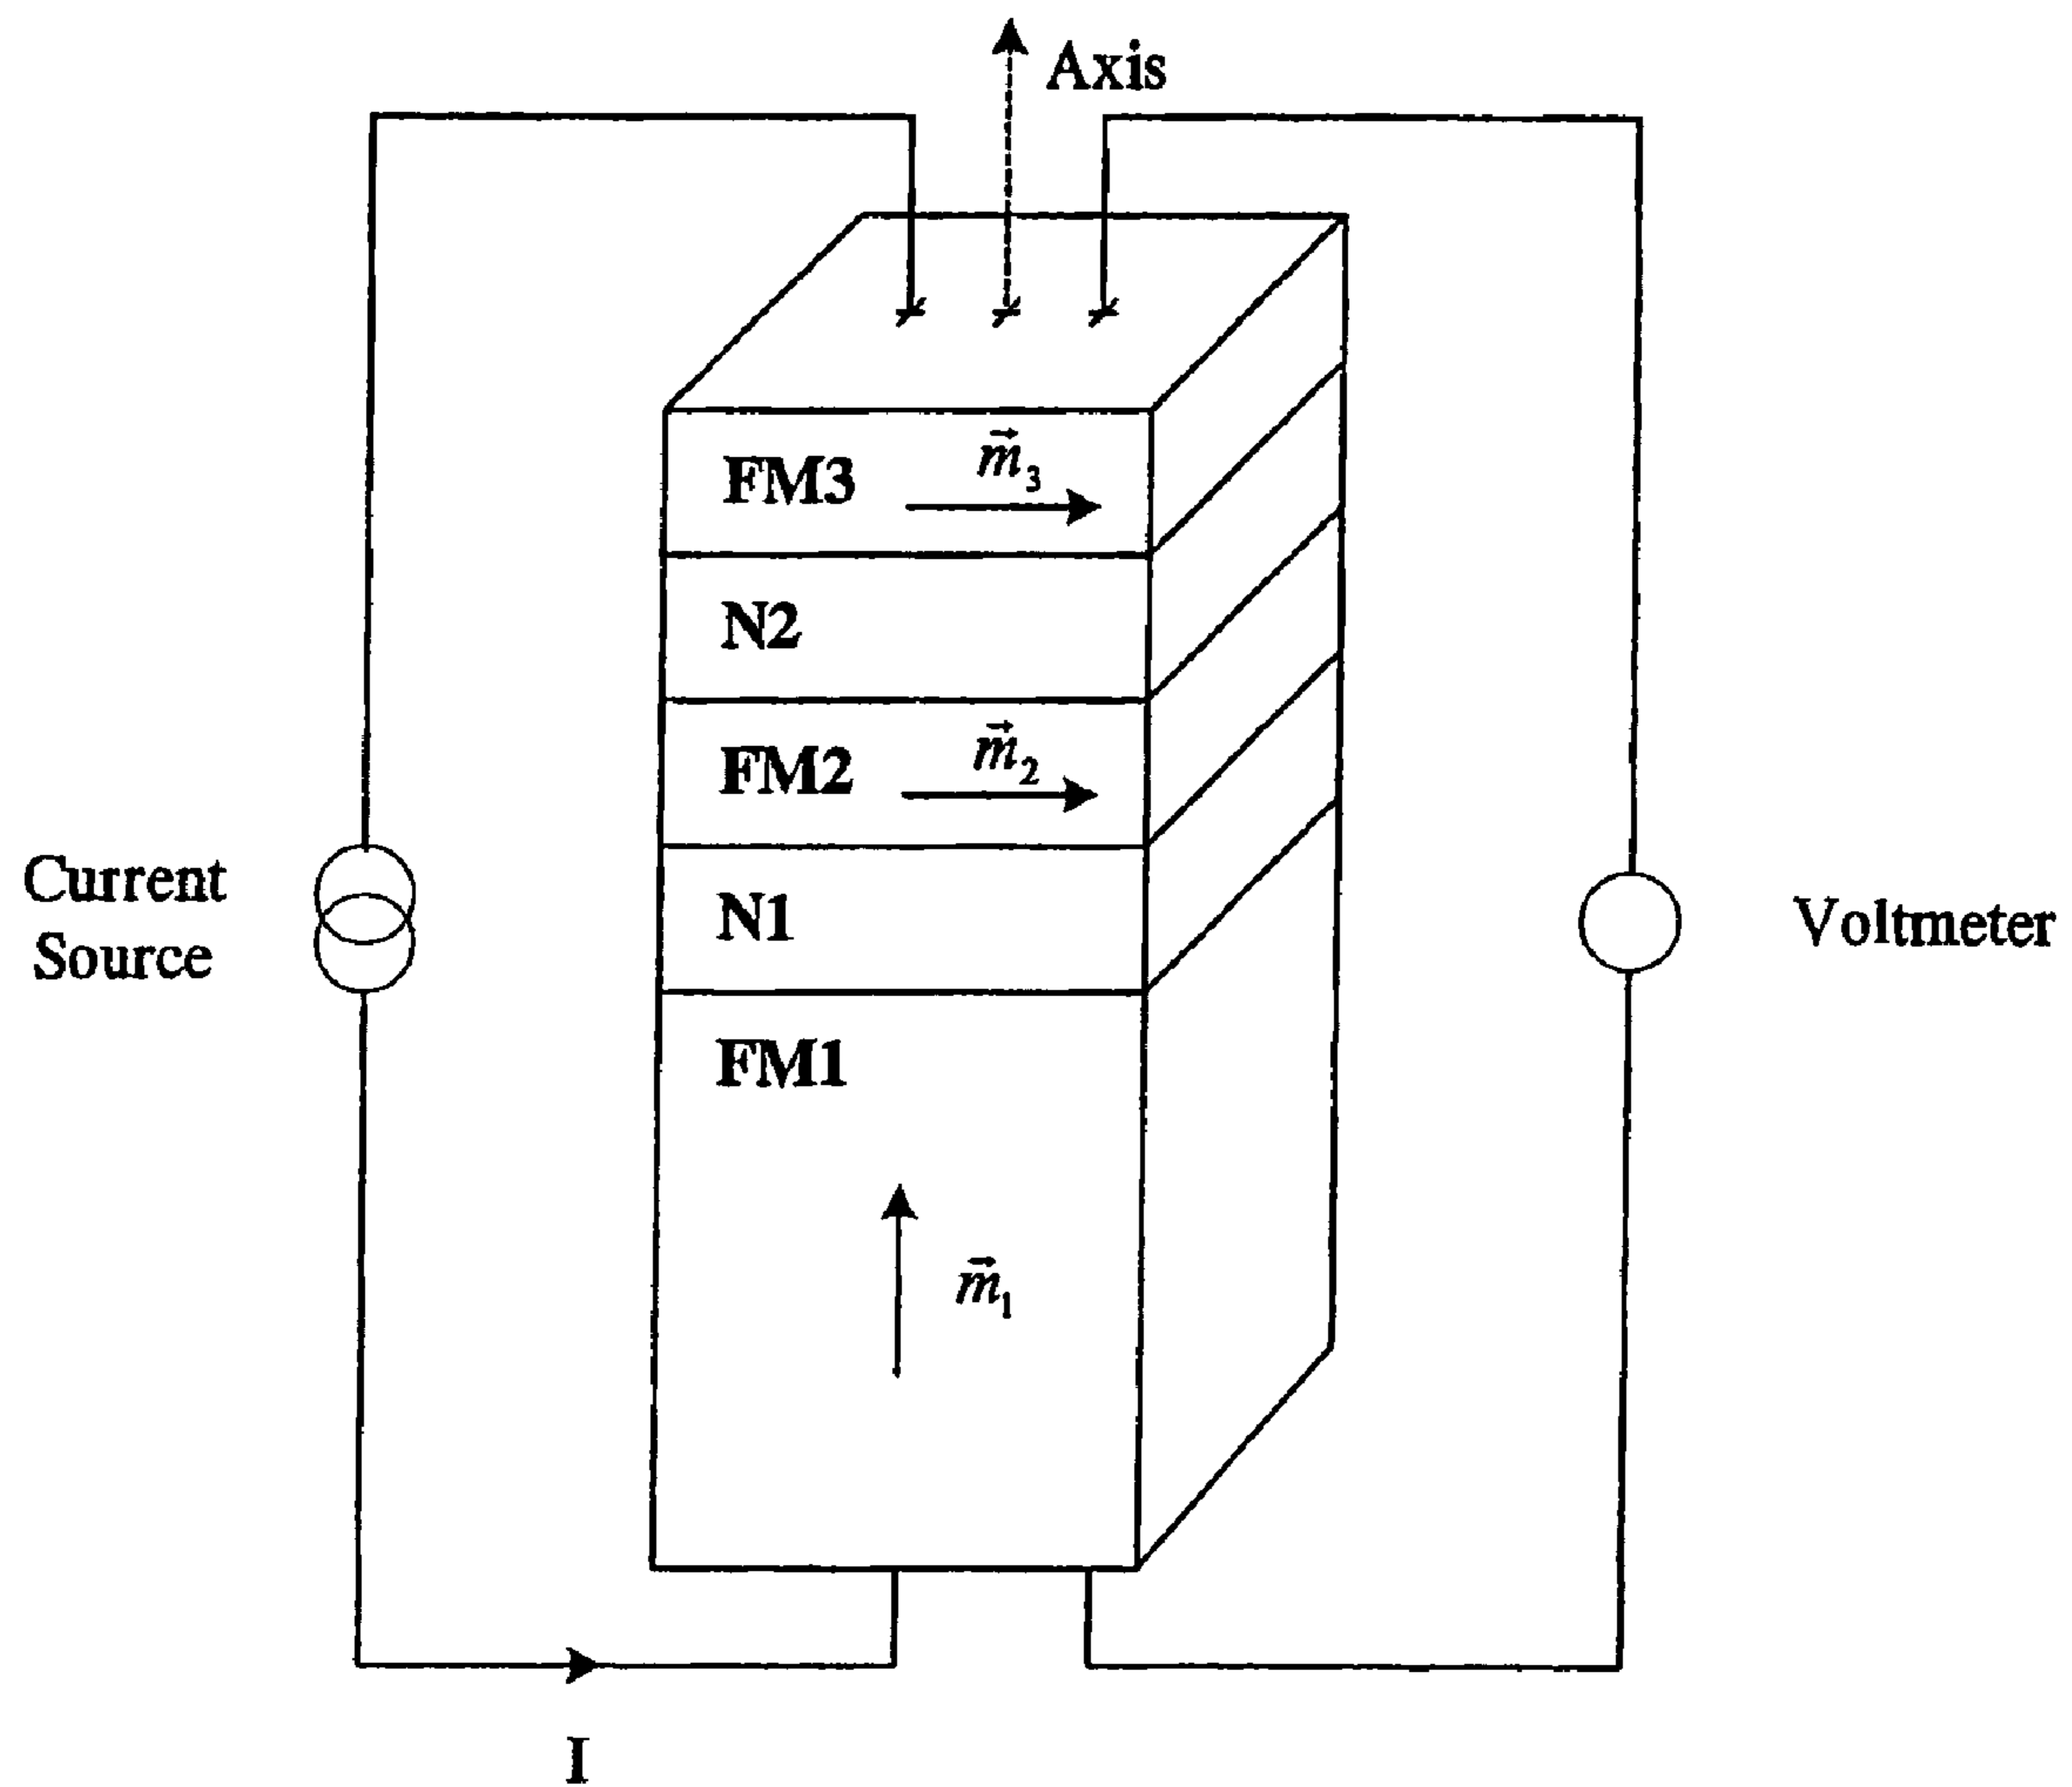 Axis
FM3
m⃗₃
N2
FM2
m⃗₂
Current
Source
N1
Voltmeter
FM1
m⃗₁
I